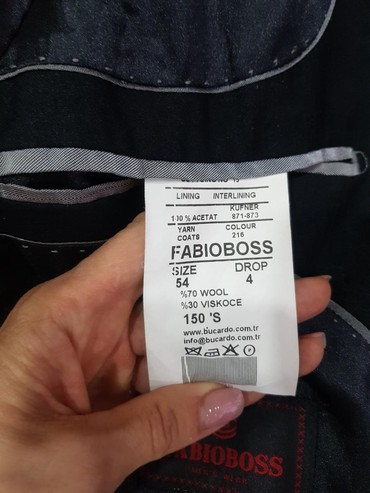 LINING INTERLINING
KUFNER
100 % ACETAT 871-873
YARN COLOUR
COATS 216
FABIOBOSS
SIZE DROP
54 4
%70 WOOL
%30 VISKOCE
150 'S
www.bucardo.com.tr
info@bucardo.com.tr
FABIOBOSS